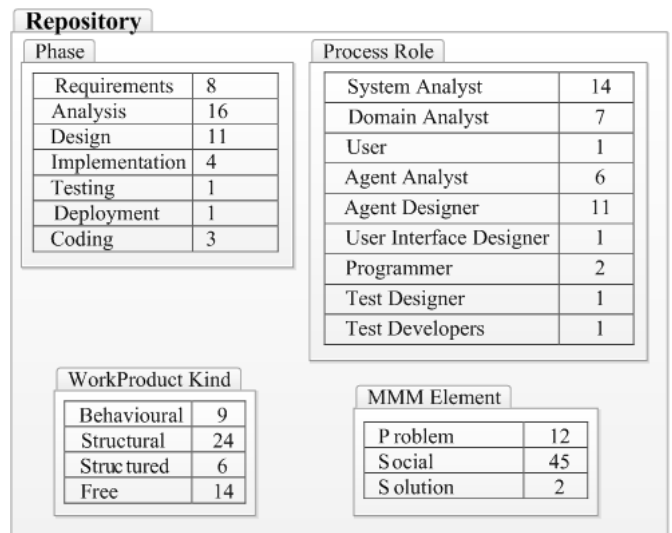 Repository
Phase
Requirements 8
Analysis 16
Design 11
Implementation 4
Testing 1
Deployment 1
Coding 3
Process Role
System Analyst 14
Domain Analyst 7
User 1
Agent Analyst 6
Agent Designer 11
User Interface Designer 1
Programmer 2
Test Designer 1
Test Developers 1
WorkProduct Kind
Behavioural 9
Structural 24
Structured 6
Free 14
MMM Element
Problem 12
Social 45
Solution 2